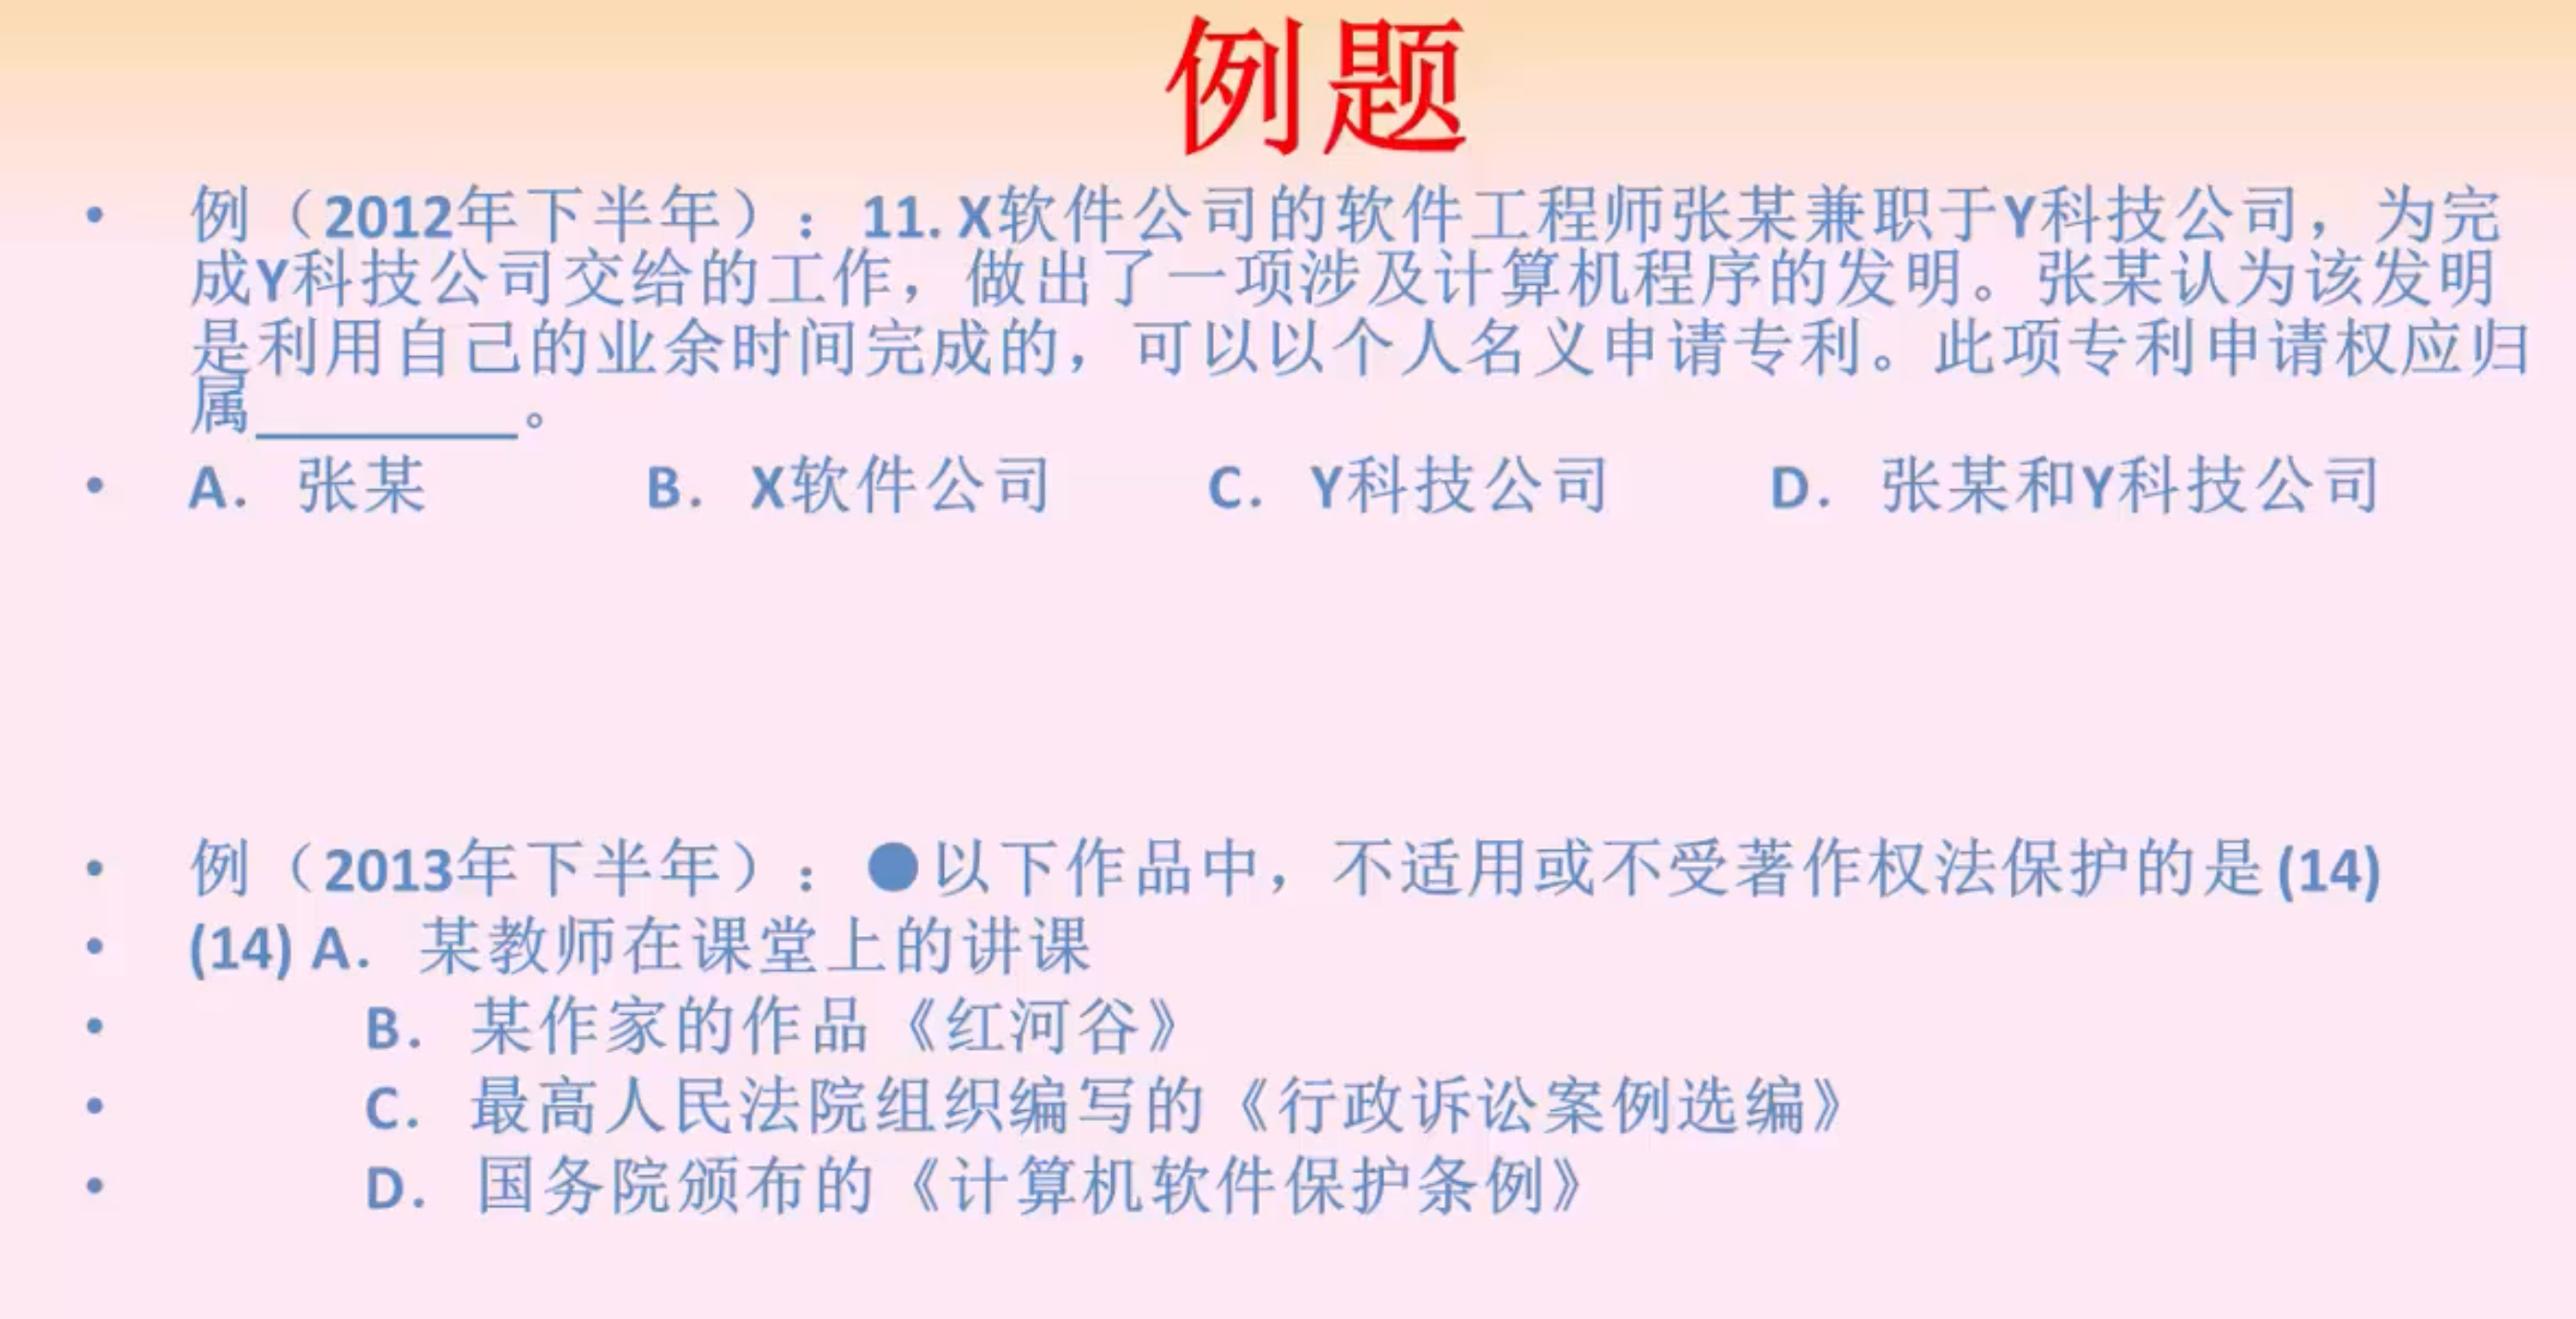 例题
• 例（2012年下半年）：11. X软件公司的软件工程师张某兼职于Y科技公司，为完
成Y科技公司交给的工作，做出了一项涉及计算机程序的发明。张某认为该发明
是利用自己的业余时间完成的，可以以个人名义申请专利。此项专利申请权应归
属________。
• A. 张某 B. X软件公司 C. Y科技公司 D. 张某和Y科技公司
• 例（2013年下半年）：●以下作品中，不适用或不受著作权法保护的是(14)
• (14) A. 某教师在课堂上的讲课
• B. 某作家的作品《红河谷》
• C. 最高人民法院组织编写的《行政诉讼案例选编》
• D. 国务院颁布的《计算机软件保护条例》